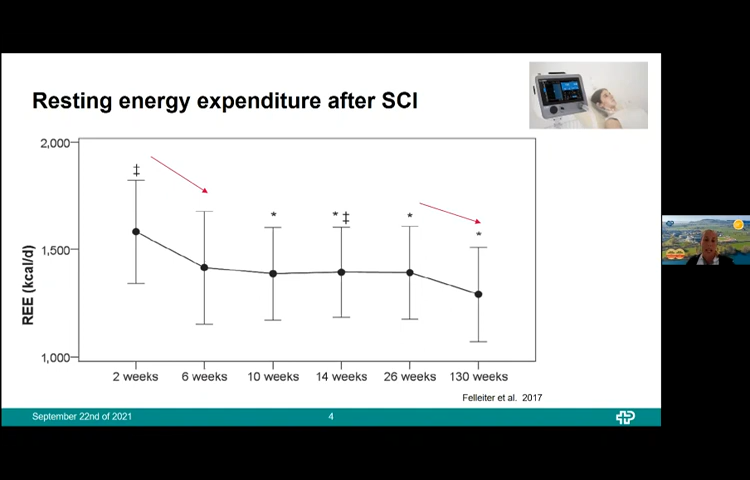 Resting energy expenditure after SCI
2,000
1,500
1,000
REE (kcal/d)
‡
*
* ‡
*
*
2 weeks 6 weeks 10 weeks 14 weeks 26 weeks 130 weeks
Felleiter et al. 2017
September 22nd of 2021 4